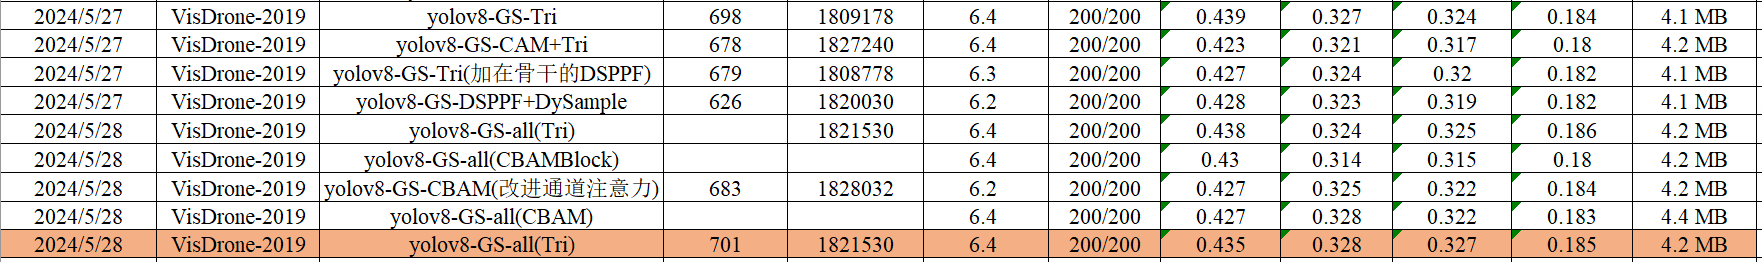 2024/5/27 VisDrone-2019 yolov8-GS-Tri 698 1809178 6.4 200/200 0.439 0.327 0.324 0.184 4.1 MB
2024/5/27 VisDrone-2019 yolov8-GS-CAM+Tri 678 1827240 6.4 200/200 0.423 0.321 0.317 0.18 4.2 MB
2024/5/27 VisDrone-2019 yolov8-GS-Tri(加在骨干的DSPPF) 679 1808778 6.3 200/200 0.427 0.324 0.32 0.182 4.1 MB
2024/5/27 VisDrone-2019 yolov8-GS-DSPPF+DySample 626 1820030 6.2 200/200 0.428 0.323 0.319 0.182 4.1 MB
2024/5/28 VisDrone-2019 yolov8-GS-all(Tri) 1821530 6.4 200/200 0.438 0.324 0.325 0.186 4.2 MB
2024/5/28 VisDrone-2019 yolov8-GS-all(CBAMBlock) 6.4 200/200 0.43 0.314 0.315 0.18 4.2 MB
2024/5/28 VisDrone-2019 yolov8-GS-CBAM(改进通道注意力) 683 1828032 6.2 200/200 0.427 0.325 0.322 0.184 4.2 MB
2024/5/28 VisDrone-2019 yolov8-GS-all(CBAM) 6.4 200/200 0.427 0.328 0.322 0.183 4.4 MB
2024/5/28 VisDrone-2019 yolov8-GS-all(Tri) 701 1821530 6.4 200/200 0.435 0.328 0.327 0.185 4.2 MB